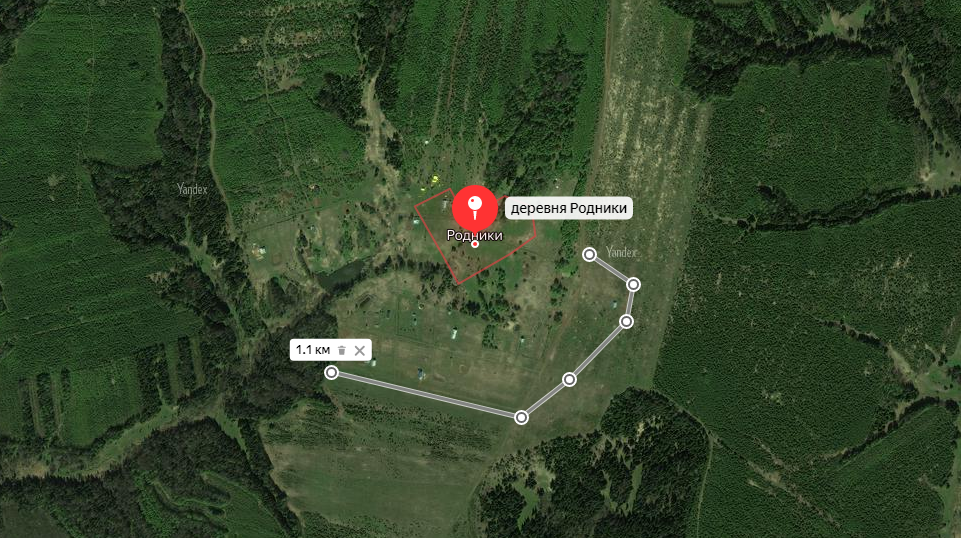 Yandex
деревня Родники
Родники
Yandex
1.1 км